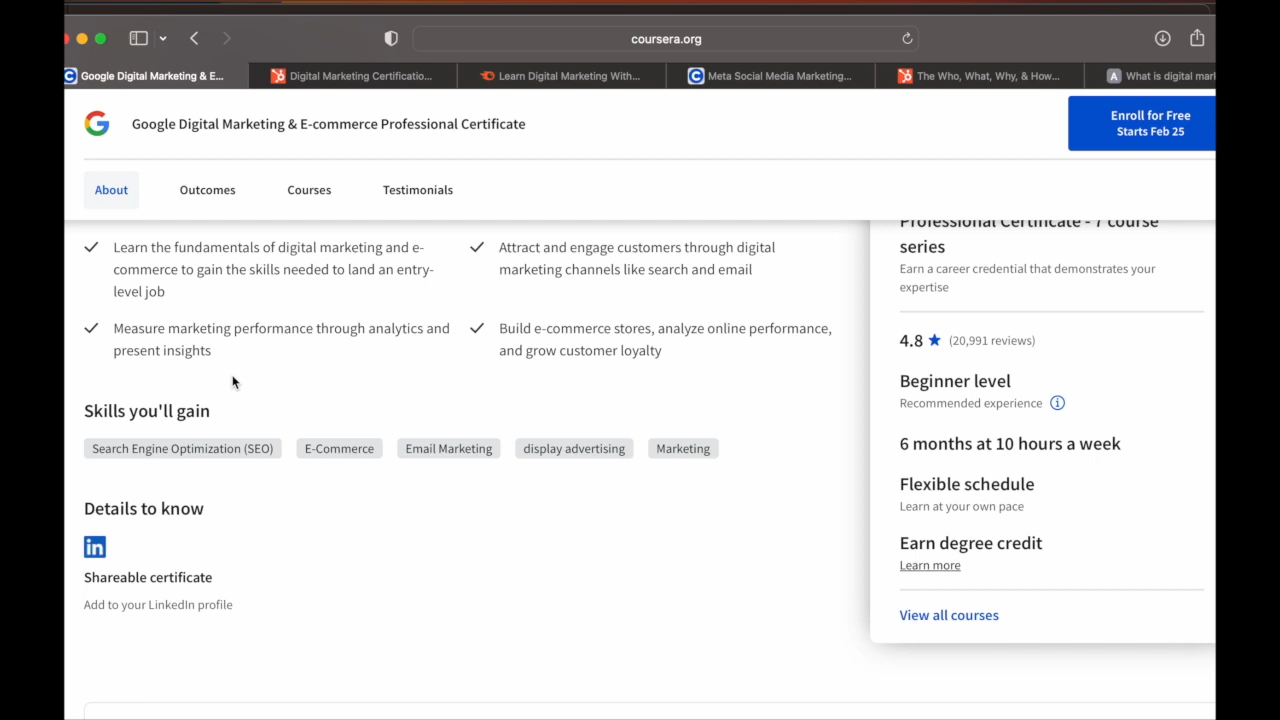 coursera.org
Google Digital Marketing & E...
Digital Marketing Certificatio...
Learn Digital Marketing With...
Meta Social Media Marketing...
The Who, What, Why, & How...
What is digital mar
Google Digital Marketing & E-commerce Professional Certificate
Enroll for Free
Starts Feb 25
About
Outcomes
Courses
Testimonials
Learn the fundamentals of digital marketing and e-
commerce to gain the skills needed to land an entry-
level job
Attract and engage customers through digital
marketing channels like search and email
Measure marketing performance through analytics and
present insights
Build e-commerce stores, analyze online performance,
and grow customer loyalty
Skills you'll gain
Search Engine Optimization (SEO)
E-Commerce
Email Marketing
display advertising
Marketing
Details to know
in
Shareable certificate
Add to your LinkedIn profile
Professional Certificate - 7 course
series
Earn a career credential that demonstrates your
expertise
4.8 ★ (20,991 reviews)
Beginner level
Recommended experience
6 months at 10 hours a week
Flexible schedule
Learn at your own pace
Earn degree credit
Learn more
View all courses